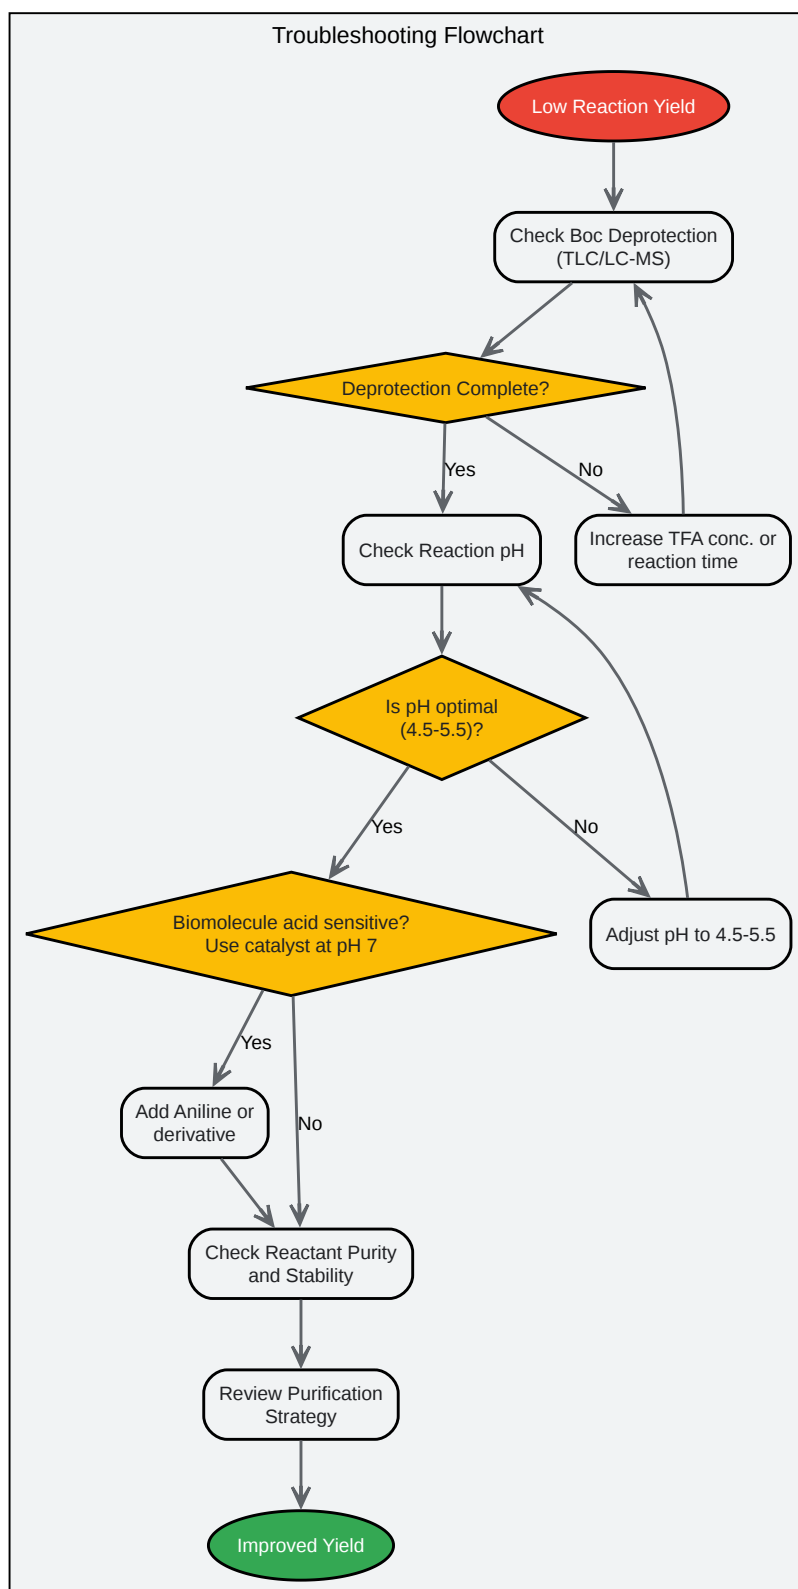 Troubleshooting Flowchart
Low Reaction Yield
Check Boc Deprotection
(TLC/LC-MS)
Deprotection Complete?
Yes
No
Check Reaction pH
Increase TFA conc. or
reaction time
Is pH optimal
(4.5-5.5)?
Yes
No
Biomolecule acid sensitive?
Use catalyst at pH 7
Adjust pH to 4.5-5.5
Yes
No
Add Aniline or
derivative
Check Reactant Purity
and Stability
Review Purification
Strategy
Improved Yield